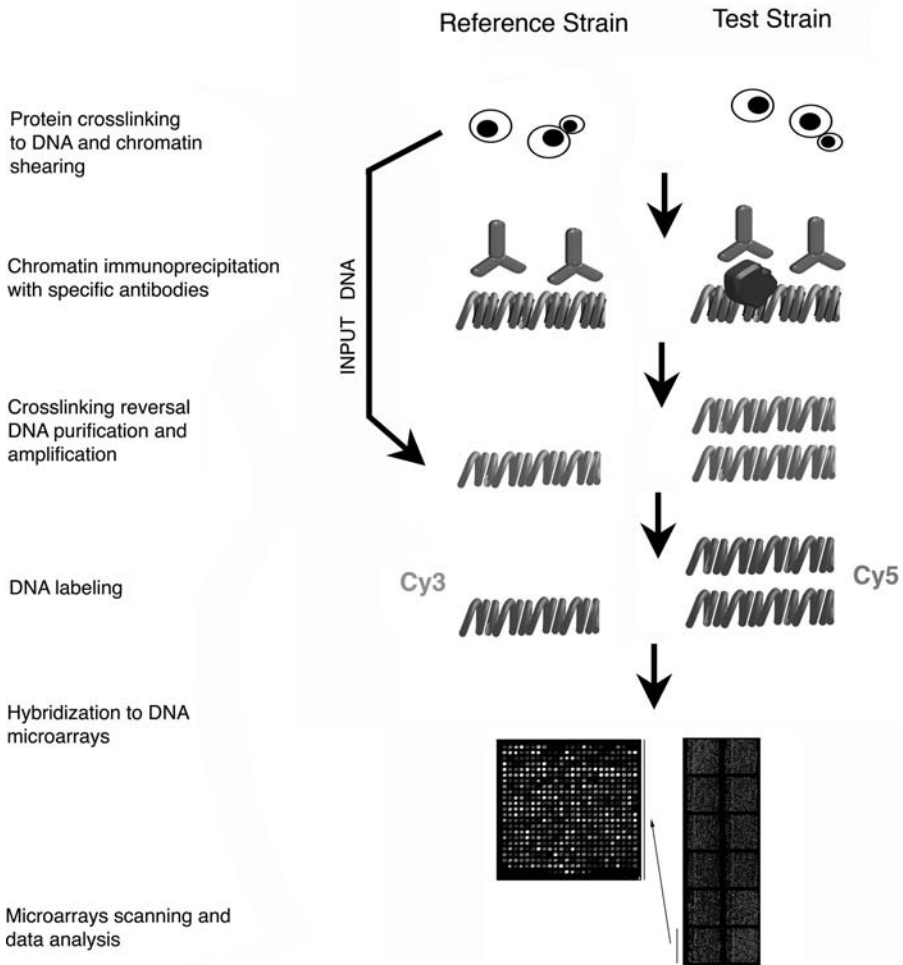 Reference Strain
Test Strain
Protein crosslinking
to DNA and chromatin
shearing
Chromatin immunoprecipitation
with specific antibodies
INPUT DNA
Crosslinking reversal
DNA purification and
amplification
DNA labeling
Cy3
Cy5
Hybridization to DNA
microarrays
Microarrays scanning and
data analysis